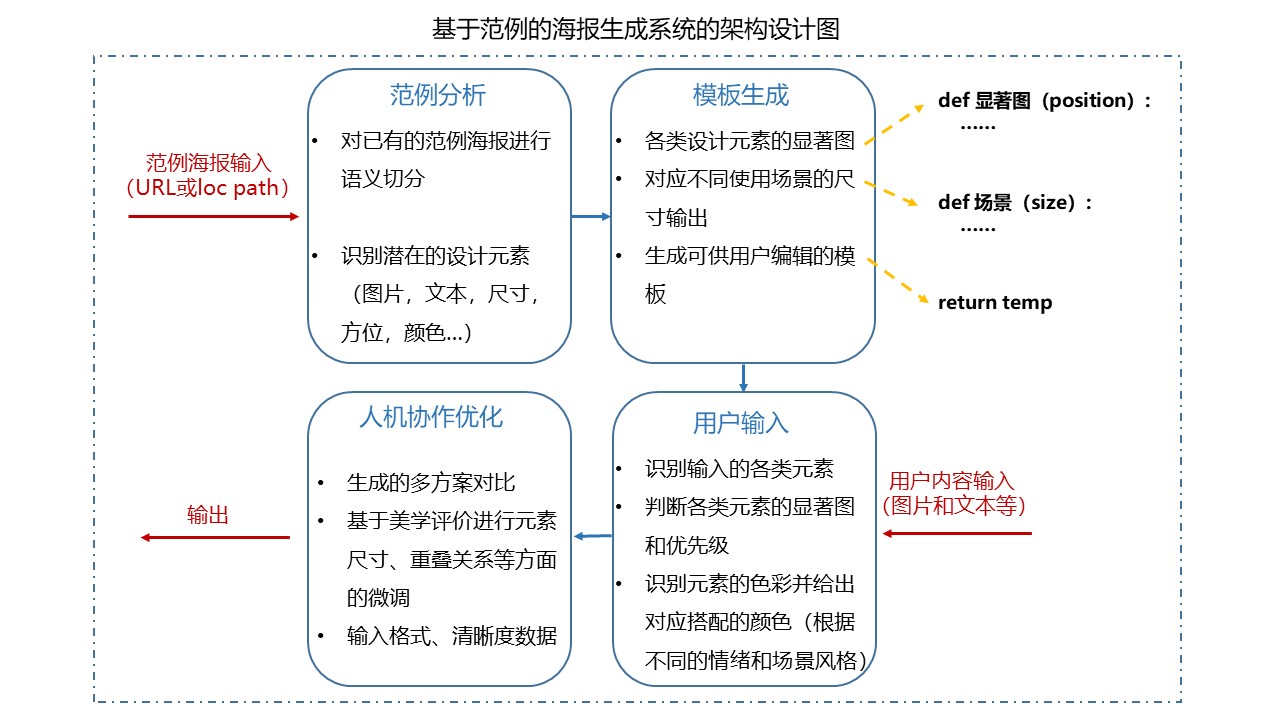 基于范例的海报生成系统的架构设计图
范例海报输入
（URL或loc path）
范例分析
• 对已有的范例海报进行
语义切分
• 识别潜在的设计元素
（图片，文本，尺寸，
方位，颜色...）
模板生成
• 各类设计元素的显著图
• 对应不同使用场景的尺
寸输出
• 生成可供用户编辑的模
板
def 显著图（position）:
......
def 场景（size）:
......
return temp
用户输入
• 识别输入的各类元素
• 判断各类元素的显著图
和优先级
• 识别元素的色彩并给出
对应搭配的颜色（根据
不同的情绪和场景风格）
用户内容输入
（图片和文本等）
人机协作优化
• 生成的多方案对比
• 基于美学评价进行元素
尺寸、重叠关系等方面
的微调
• 输入格式、清晰度数据
输出